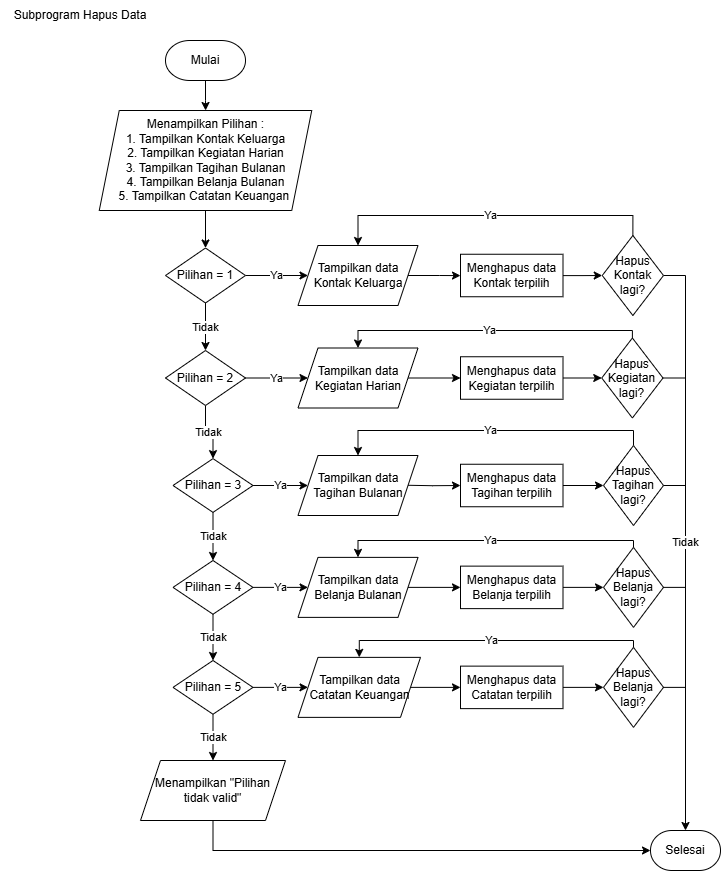 Subprogram Hapus Data
Mulai
Menampilkan Pilihan :
1. Tampilkan Kontak Keluarga
2. Tampilkan Kegiatan Harian
3. Tampilkan Tagihan Bulanan
4. Tampilkan Belanja Bulanan
5. Tampilkan Catatan Keuangan
Ya
Pilihan = 1
Ya
Tampilkan data
Kontak Keluarga
Menghapus data
Kontak terpilih
Hapus
Kontak
lagi?
Tidak
Ya
Pilihan = 2
Ya
Tampilkan data
Kegiatan Harian
Menghapus data
Kegiatan terpilih
Hapus
Kegiatan
lagi?
Tidak
Ya
Pilihan = 3
Ya
Tampilkan data
Tagihan Bulanan
Menghapus data
Tagihan terpilih
Hapus
Tagihan
lagi?
Tidak
Ya
Tidak
Pilihan = 4
Ya
Tampilkan data
Belanja Bulanan
Menghapus data
Belanja terpilih
Hapus
Belanja
lagi?
Tidak
Ya
Pilihan = 5
Ya
Tampilkan data
Catatan Keuangan
Menghapus data
Catatan terpilih
Hapus
Belanja
lagi?
Tidak
Menampilkan "Pilihan
tidak valid"
Selesai